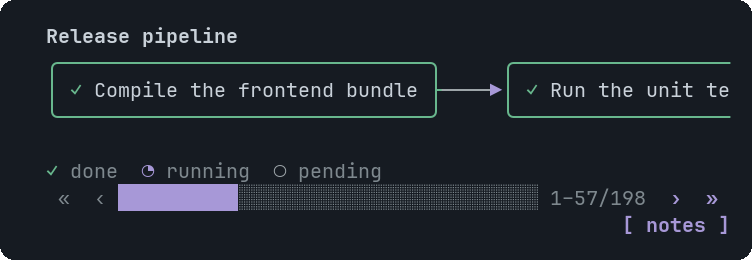 Release pipeline
✓ Compile the frontend bundle ✓ Run the unit te
✓ done ◔ running ○ pending
« ‹ 1–57/198 › »
[ notes ]